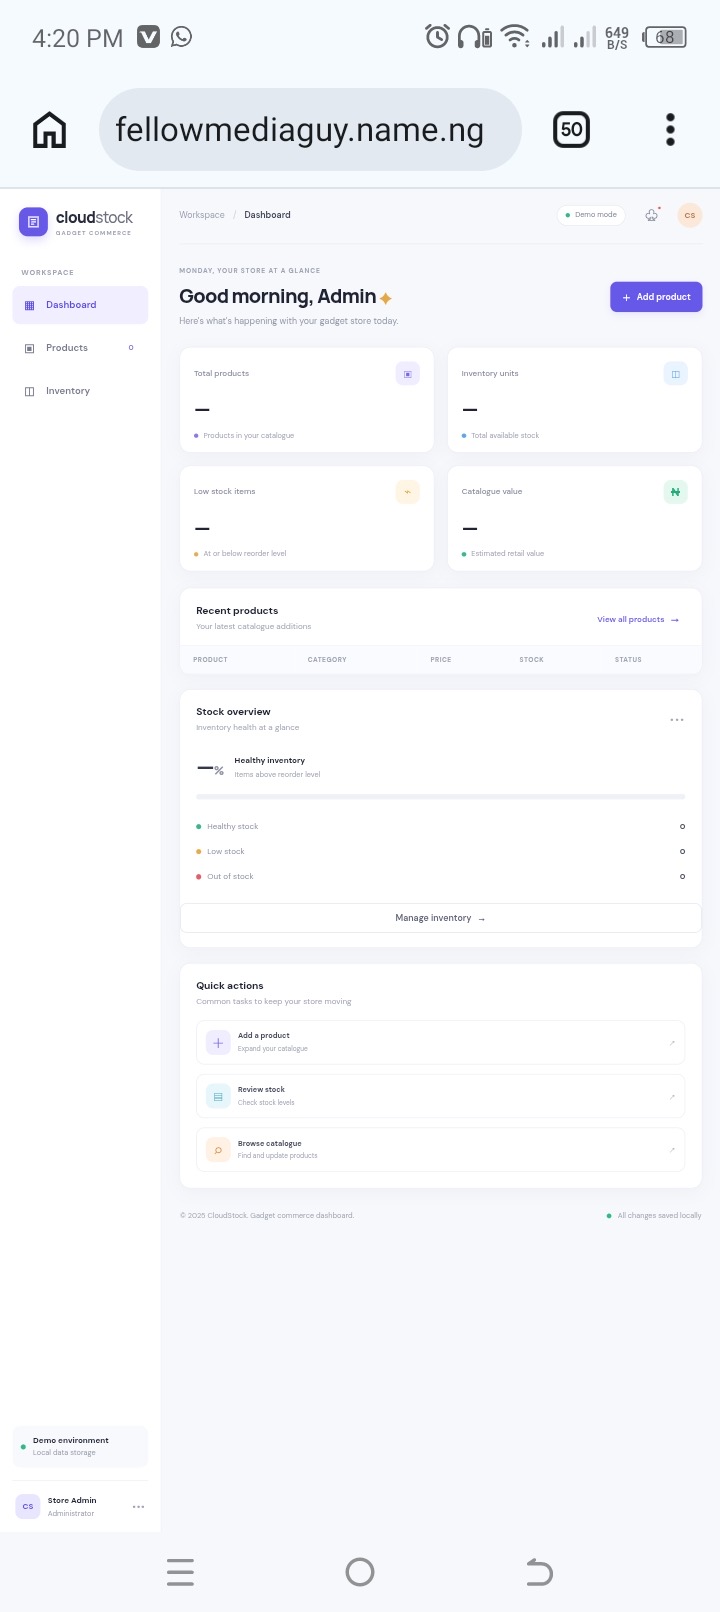 4:20 PM
649 B/S
68
fellowmediaguy.name.ng
50
cloudstock
GADGET COMMERCE
WORKSPACE
Dashboard
Products 0
Inventory
Workspace / Dashboard
Demo mode
CS
MONDAY, YOUR STORE AT A GLANCE
Good morning, Admin
Here's what's happening with your gadget store today.
+ Add product
Total products
—
Products in your catalogue
Inventory units
—
Total available stock
Low stock items
—
At or below reorder level
Catalogue value
₦
—
Estimated retail value
Recent products
Your latest catalogue additions
View all products →
PRODUCT CATEGORY PRICE STOCK STATUS
Stock overview
Inventory health at a glance
—%
Healthy inventory
Items above reorder level
Healthy stock 0
Low stock 0
Out of stock 0
Manage inventory →
Quick actions
Common tasks to keep your store moving
Add a product
Expand your catalogue
Review stock
Check stock levels
Browse catalogue
Find and update products
© 2025 CloudStock. Gadget commerce dashboard.
All changes saved locally
Demo environment
Local data storage
CS
Store Admin
Administrator